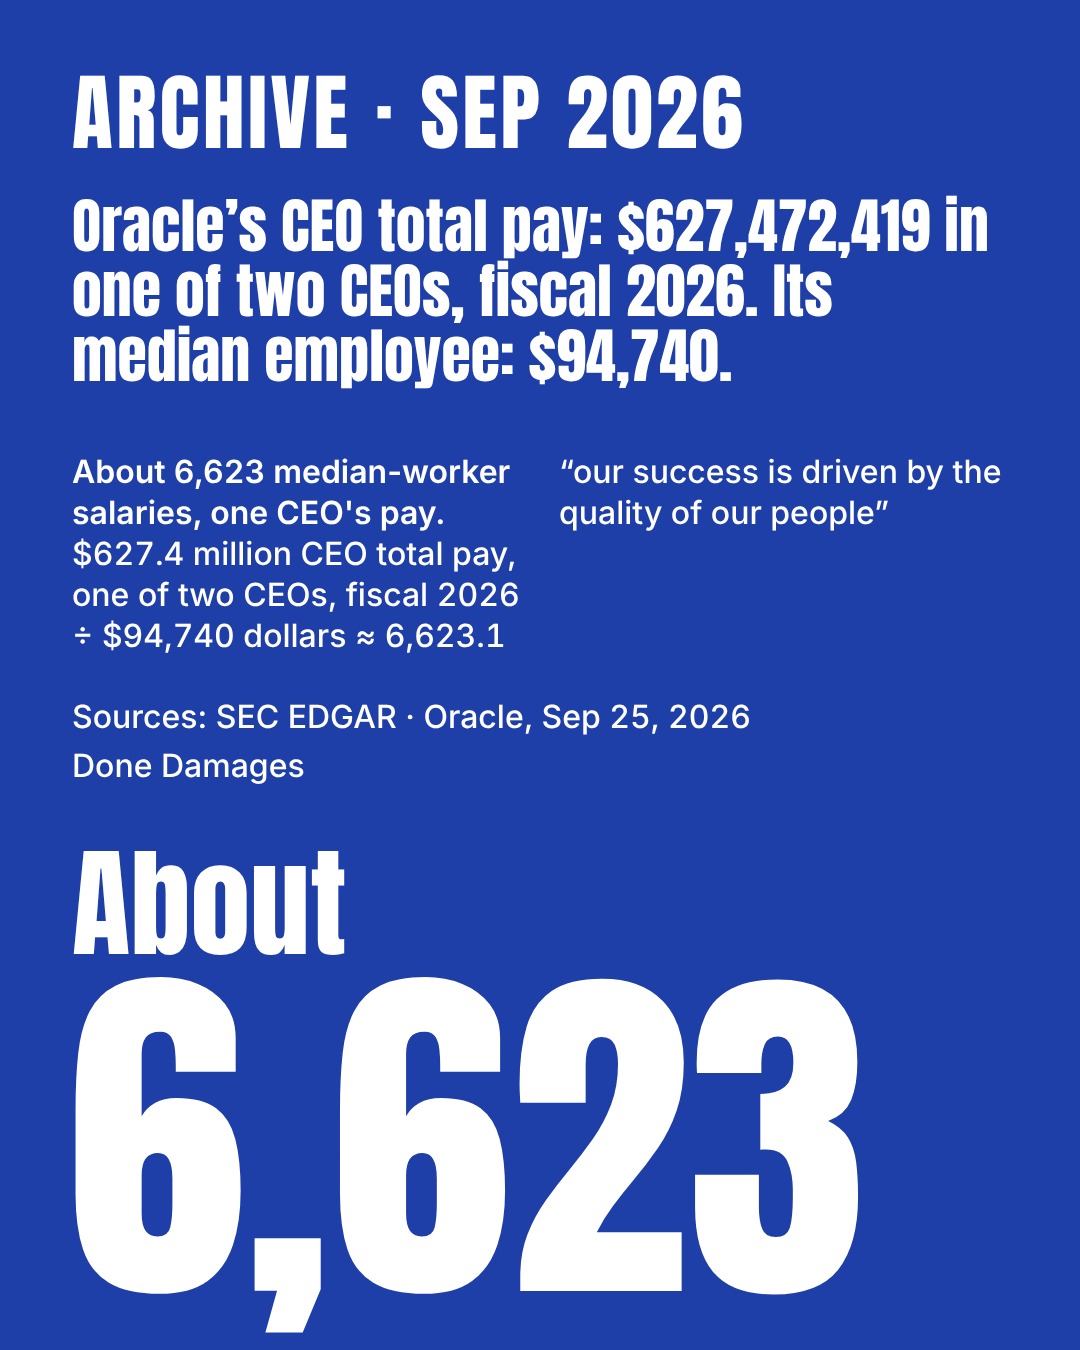 ARCHIVE · SEP 2026
Oracle’s CEO total pay: $627,472,419 in
one of two CEOs, fiscal 2026. Its
median employee: $94,740.
About 6,623 median-worker
salaries, one CEO's pay.
$627.4 million CEO total pay,
one of two CEOs, fiscal 2026
÷ $94,740 dollars ≈ 6,623.1
“our success is driven by the
quality of our people”
Sources: SEC EDGAR · Oracle, Sep 25, 2026
Done Damages
About
6,623